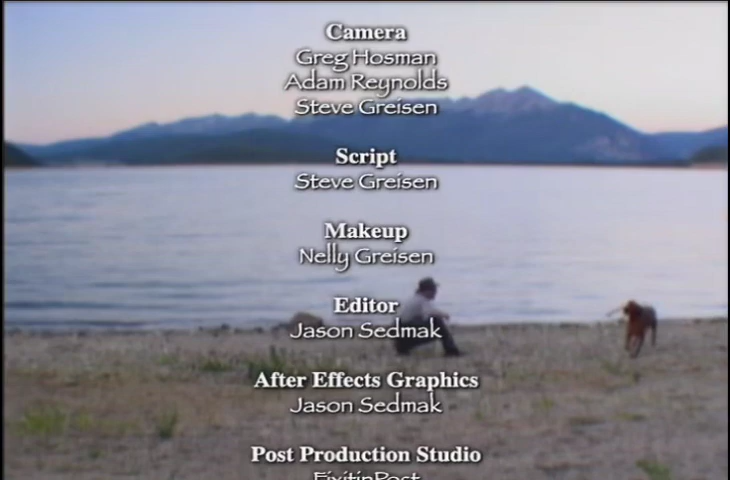 Camera
Greg Hosman
Adam Reynolds
Steve Greisen
Script
Steve Greisen
Makeup
Nelly Greisen
Editor
Jason Sedmak
After Effects Graphics
Jason Sedmak
Post Production Studio
FixitinPost